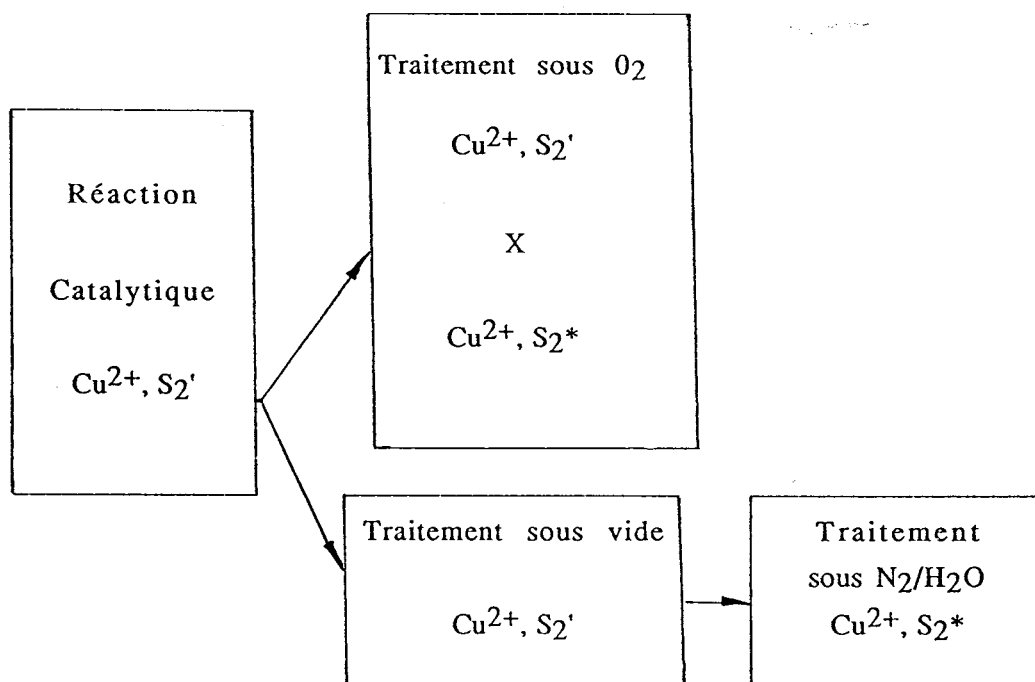 Réaction
Catalytique
Cu2+, S2'
Traitement sous O2
Cu2+, S2'
X
Cu2+, S2*
Traitement sous vide
Cu2+, S2'
Traitement
sous N2/H2O
Cu2+, S2*